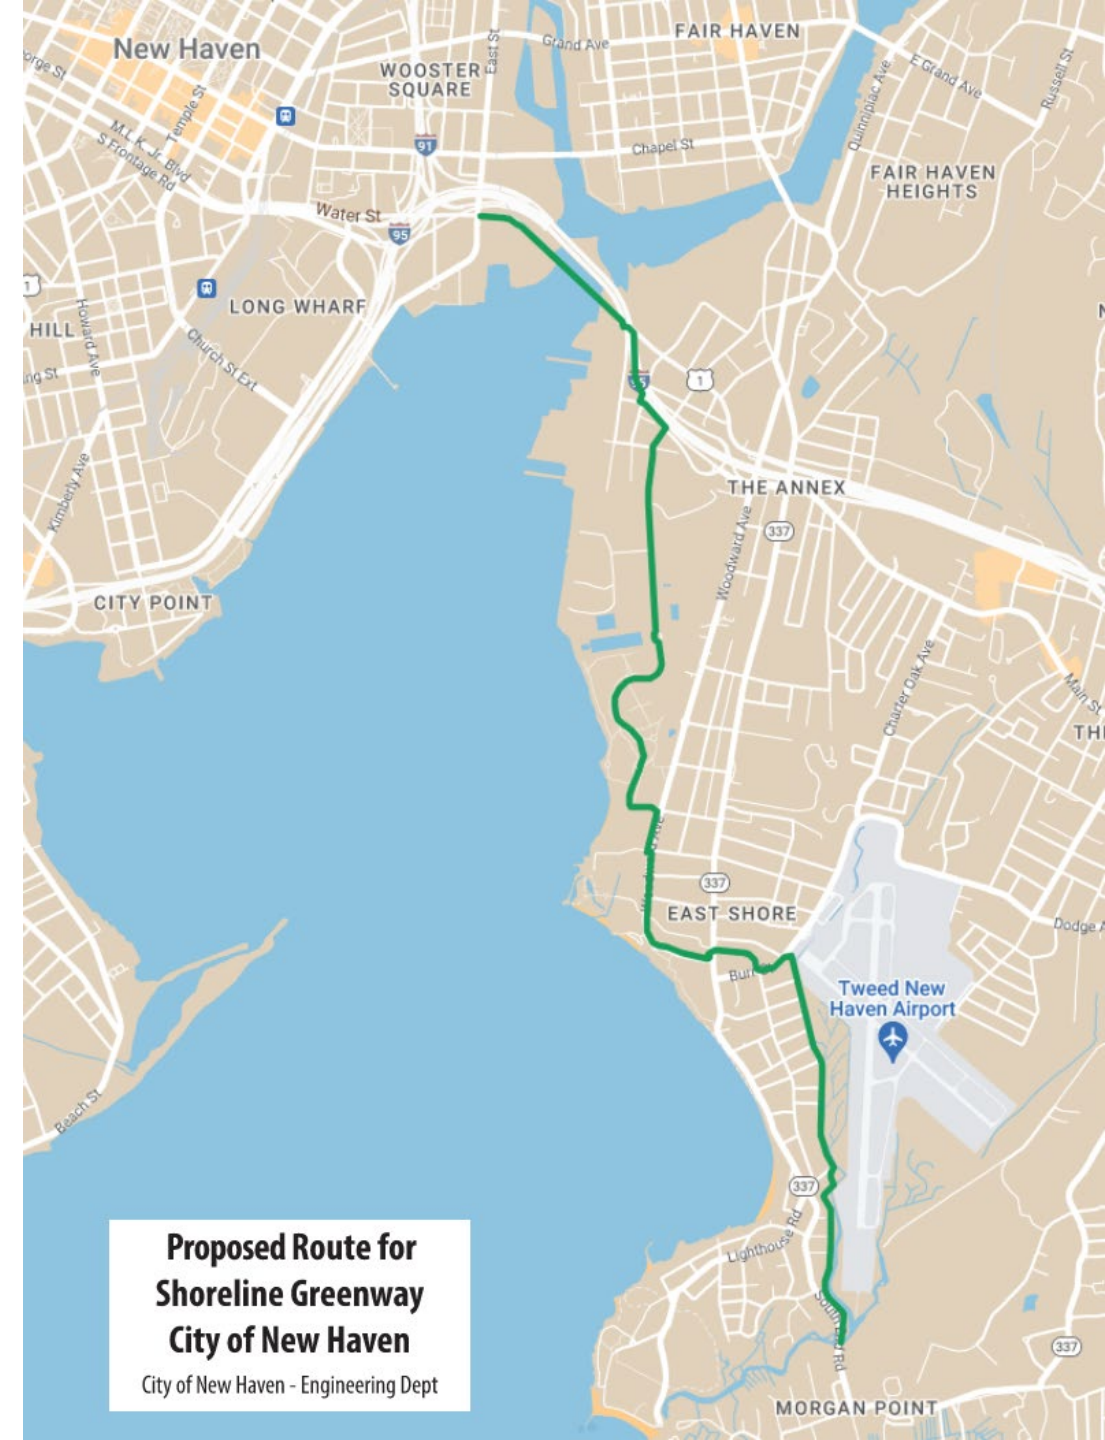 New Haven
FAIR HAVEN
Grand Ave
East St
E Grand Ave
Russell St
WOOSTER
SQUARE
Temple St
M.L.K. Jr. Blvd
S Frontage Rd
91
Chapel St
Quinnipiac Ave
FAIR HAVEN
HEIGHTS
Water St
95
1
LONG WHARF
HILL
Howard Ave
Church St Ext
1
THE ANNEX
Kimberly Ave
337
Woodward Ave
CITY POINT
Charter Oak Ave
Main St
337
EAST SHORE
Dodge A
Tweed New
Haven Airport
Beach St
337
Lighthouse Rd
337
MORGAN POINT
Proposed Route for
Shoreline Greenway
City of New Haven
City of New Haven - Engineering Dept